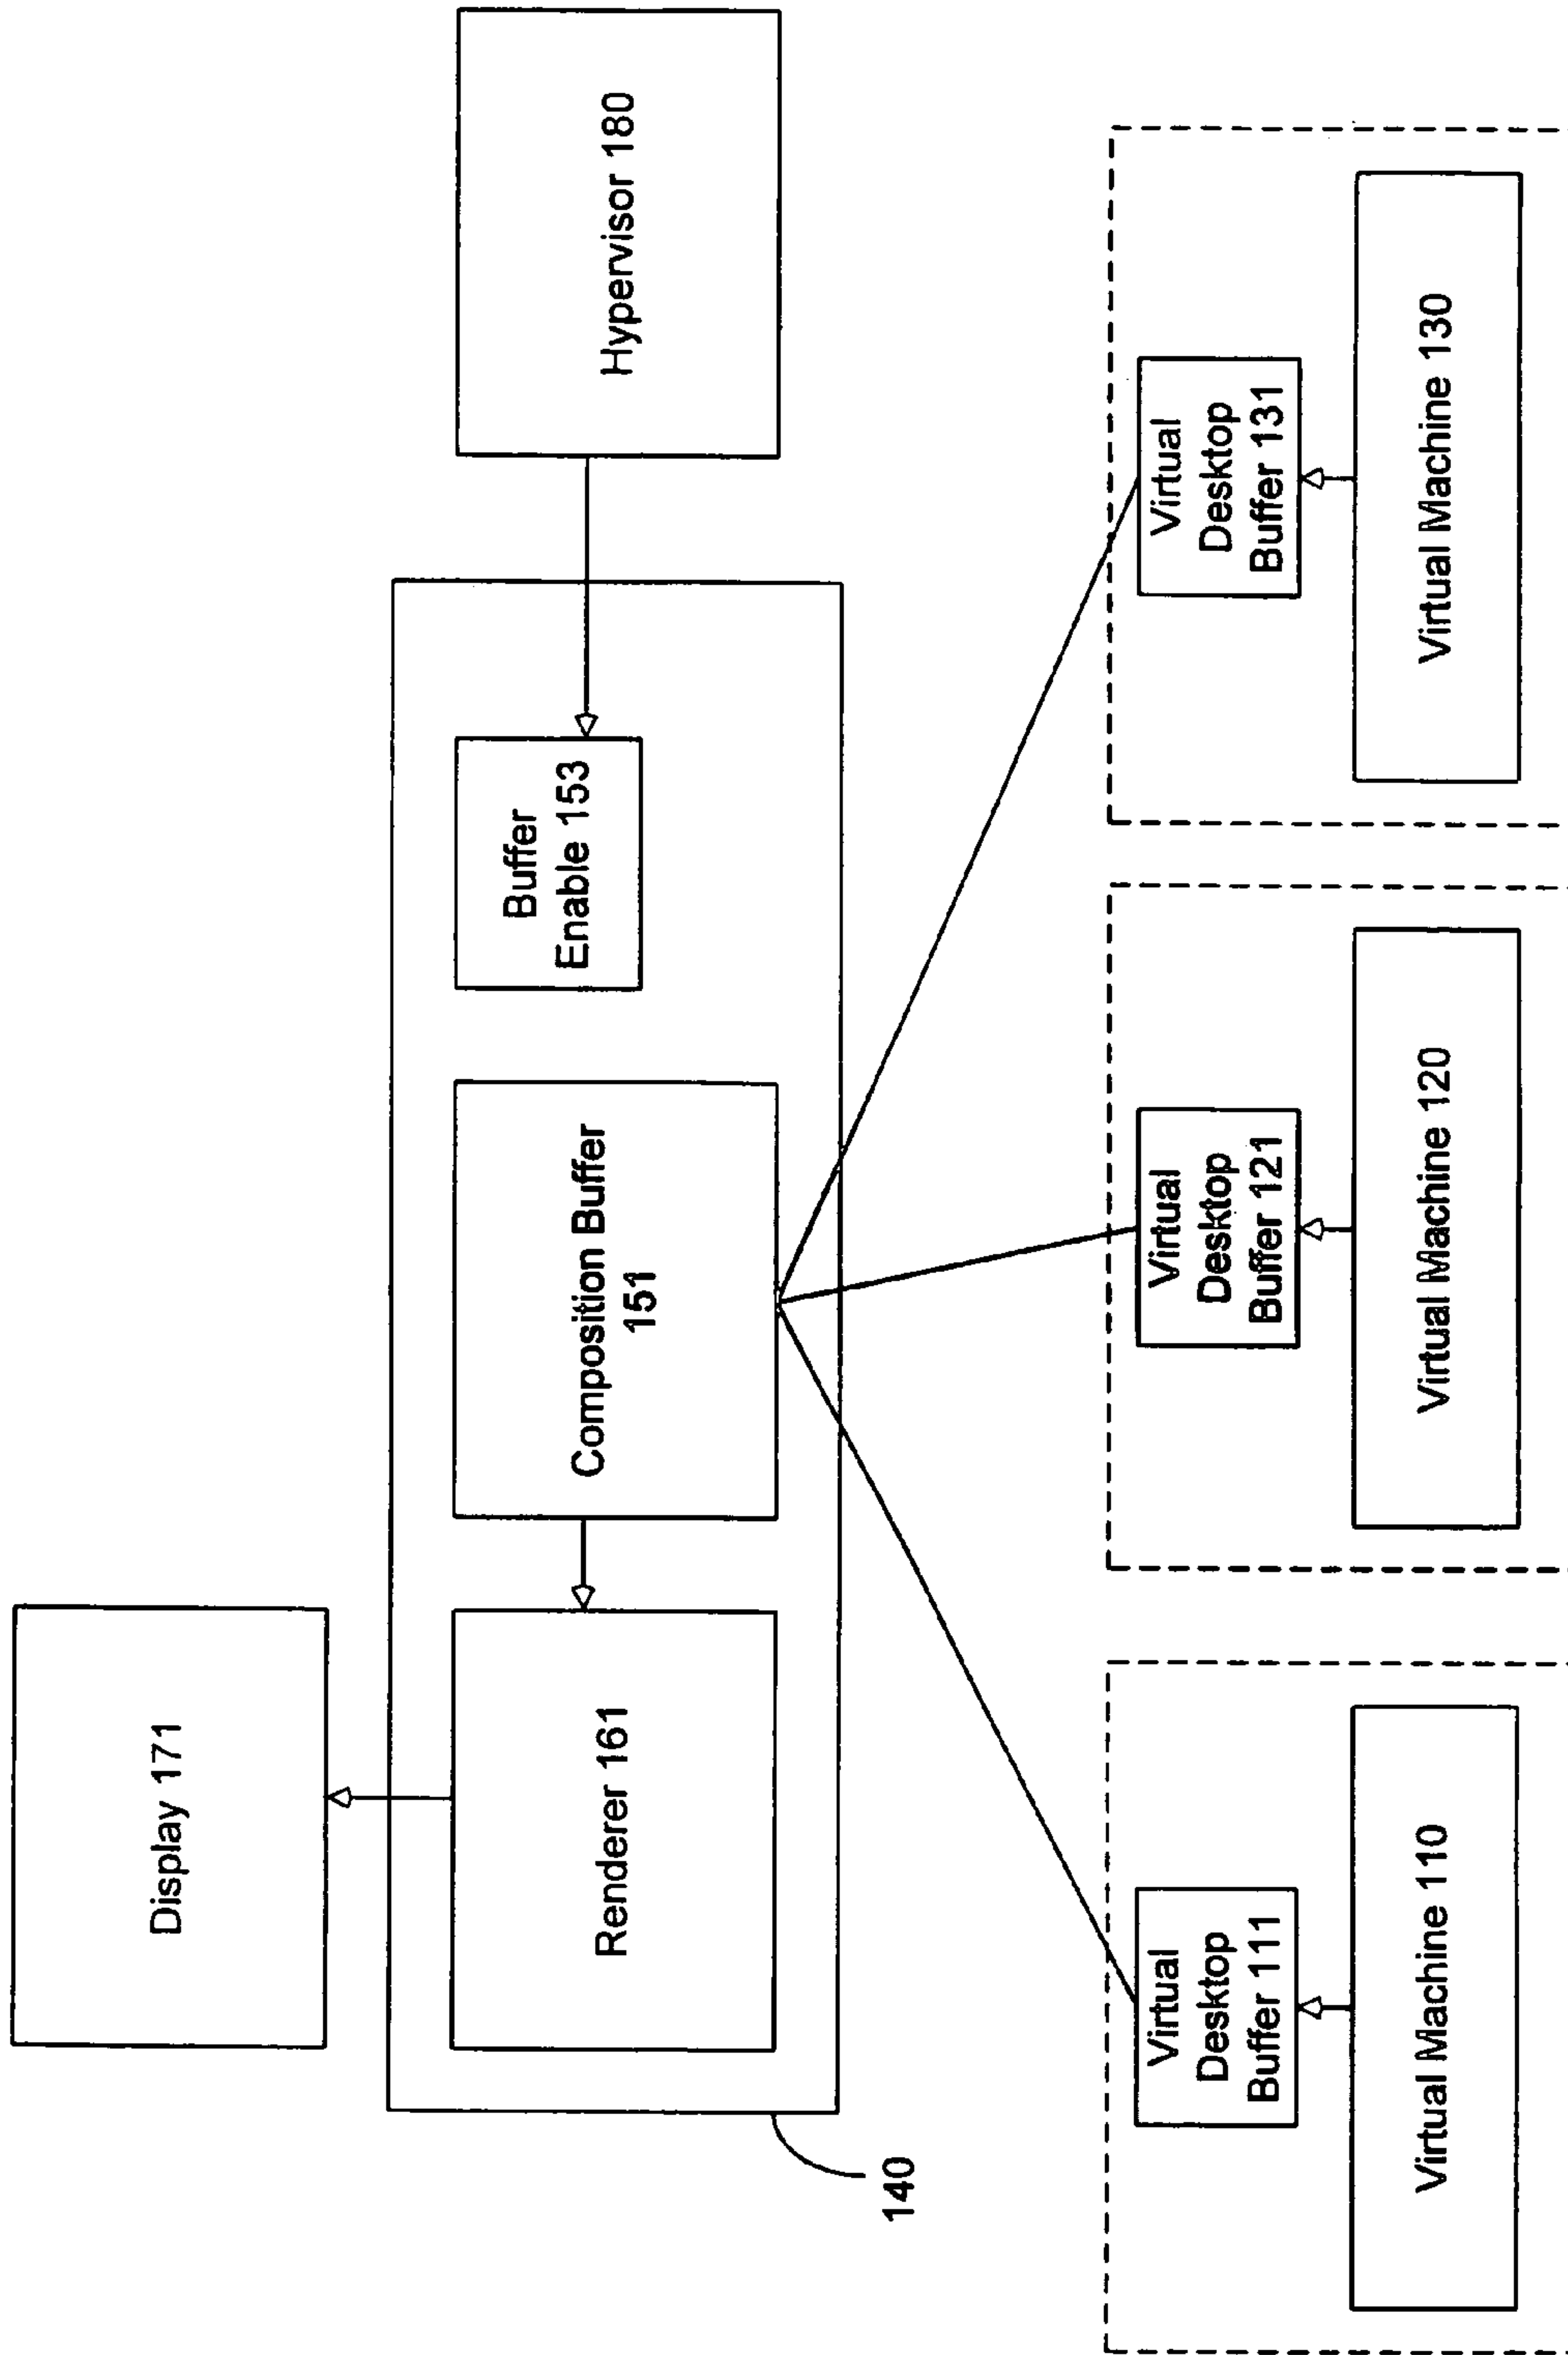 Display 171
Renderer 161
Composition Buffer
151
Buffer
Enable 153
Hypervisor 180
140
Virtual
Desktop
Buffer 111
Virtual Machine 110
Virtual
Desktop
Buffer 121
Virtual Machine 120
Virtual
Desktop
Buffer 131
Virtual Machine 130